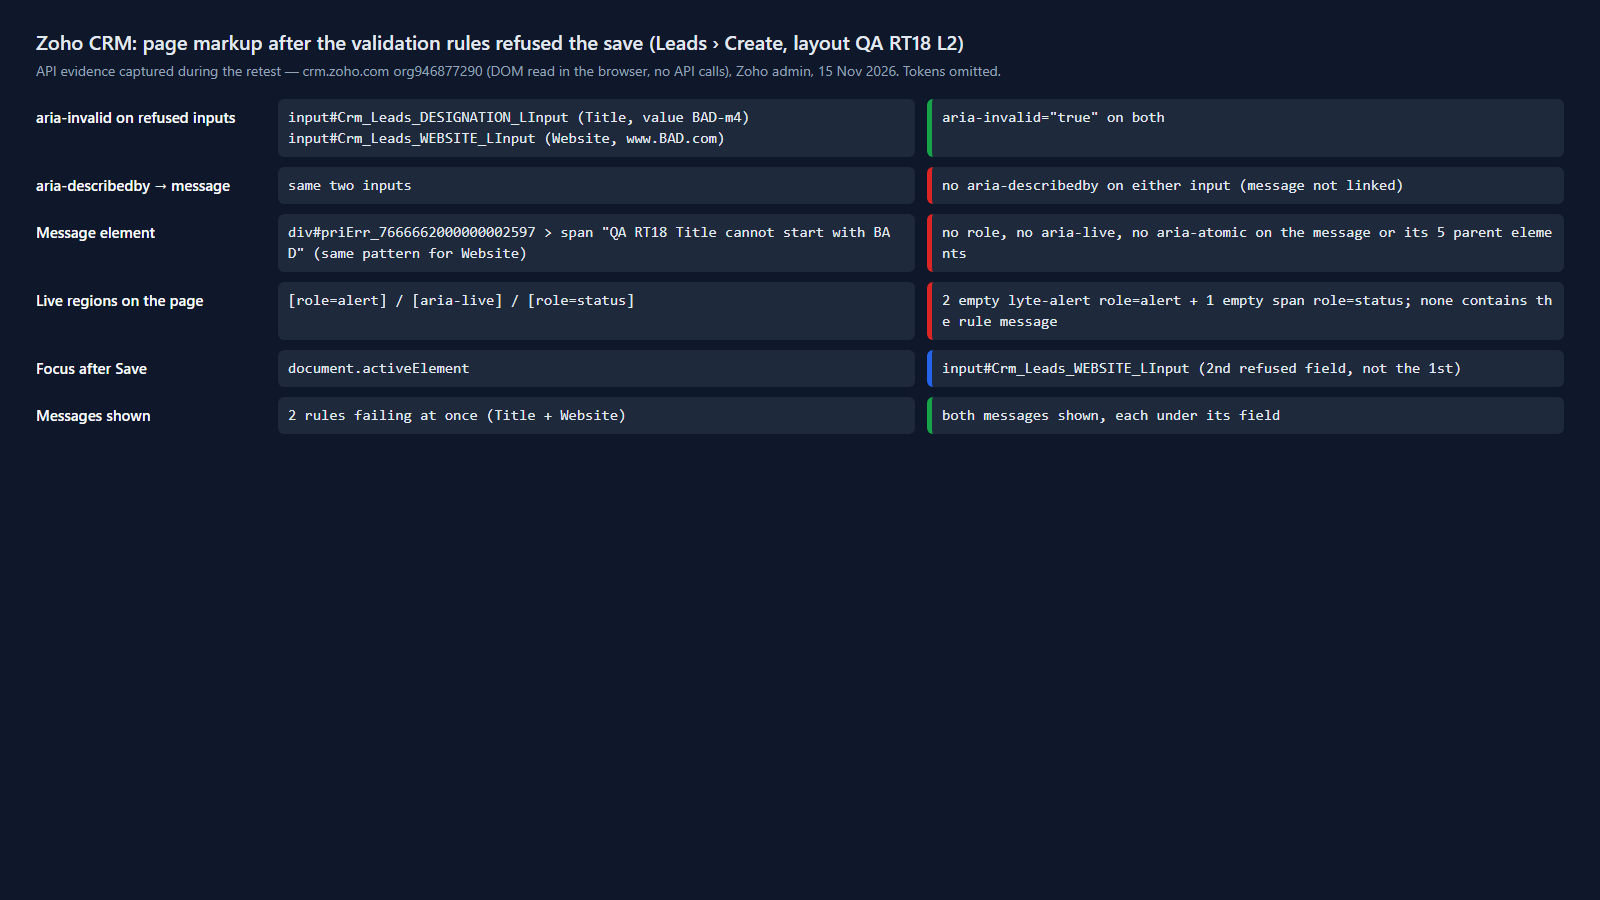 Zoho CRM: page markup after the validation rules refused the save (Leads › Create, layout QA RT18 L2)
API evidence captured during the retest — crm.zoho.com org946877290 (DOM read in the browser, no API calls), Zoho admin, 15 Nov 2026. Tokens omitted.
aria-invalid on refused inputs
input#Crm_Leads_DESIGNATION_LInput (Title, value BAD-m4)
input#Crm_Leads_WEBSITE_LInput (Website, www.BAD.com)
aria-invalid="true" on both
aria-describedby → message
same two inputs
no aria-describedby on either input (message not linked)
Message element
div#priErr_7666662000000002597 > span "QA RT18 Title cannot start with BA
D" (same pattern for Website)
no role, no aria-live, no aria-atomic on the message or its 5 parent eleme
nts
Live regions on the page
[role=alert] / [aria-live] / [role=status]
2 empty lyte-alert role=alert + 1 empty span role=status; none contains th
e rule message
Focus after Save
document.activeElement
input#Crm_Leads_WEBSITE_LInput (2nd refused field, not the 1st)
Messages shown
2 rules failing at once (Title + Website)
both messages shown, each under its field